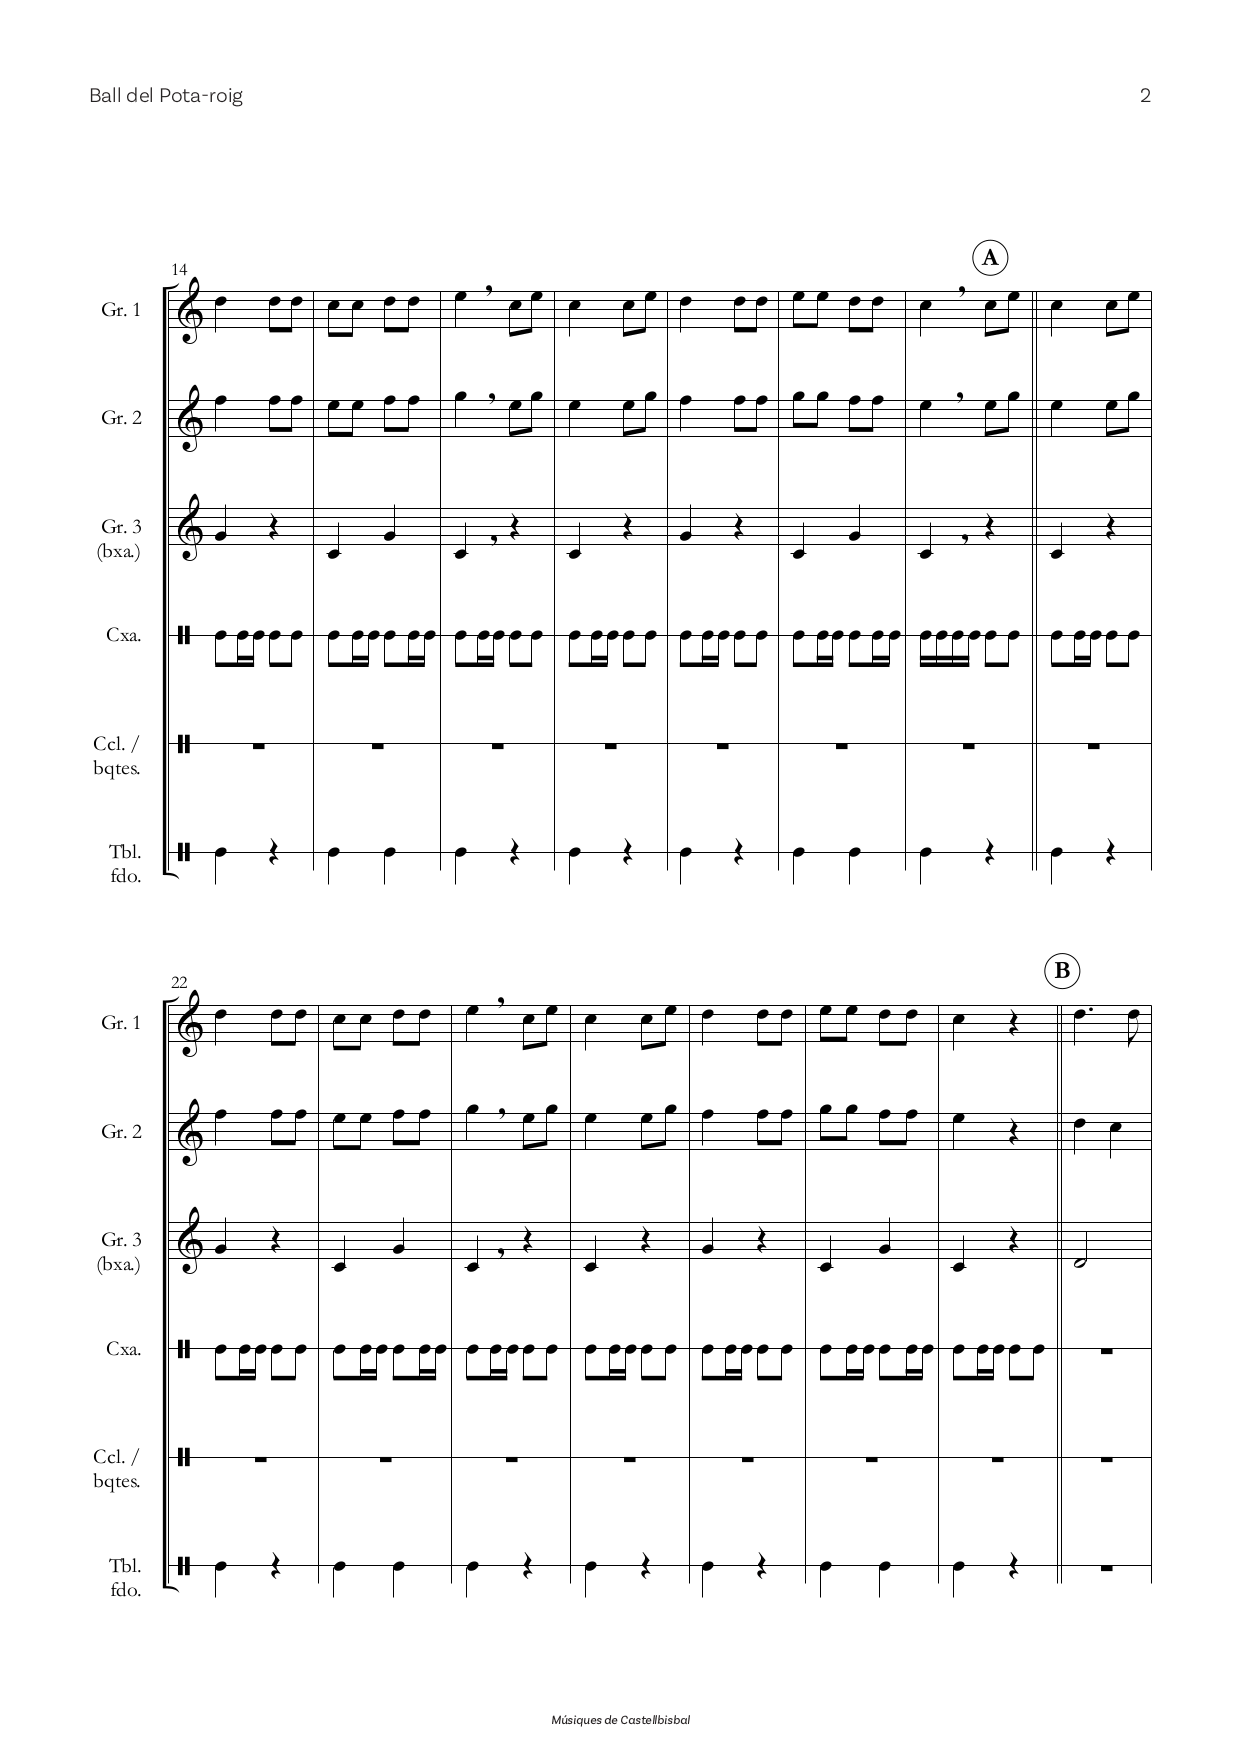 Ball del Pota-roig 2
A
14
Gr. 1
Gr. 2
Gr. 3
(bxa.)
Cxa.
Ccl. /
bqtes.
Tbl.
fdo.
B
22
Gr. 1
Gr. 2
Gr. 3
(bxa.)
Cxa.
Ccl. /
bqtes.
Tbl.
fdo.
Músiques de Castellbisbal